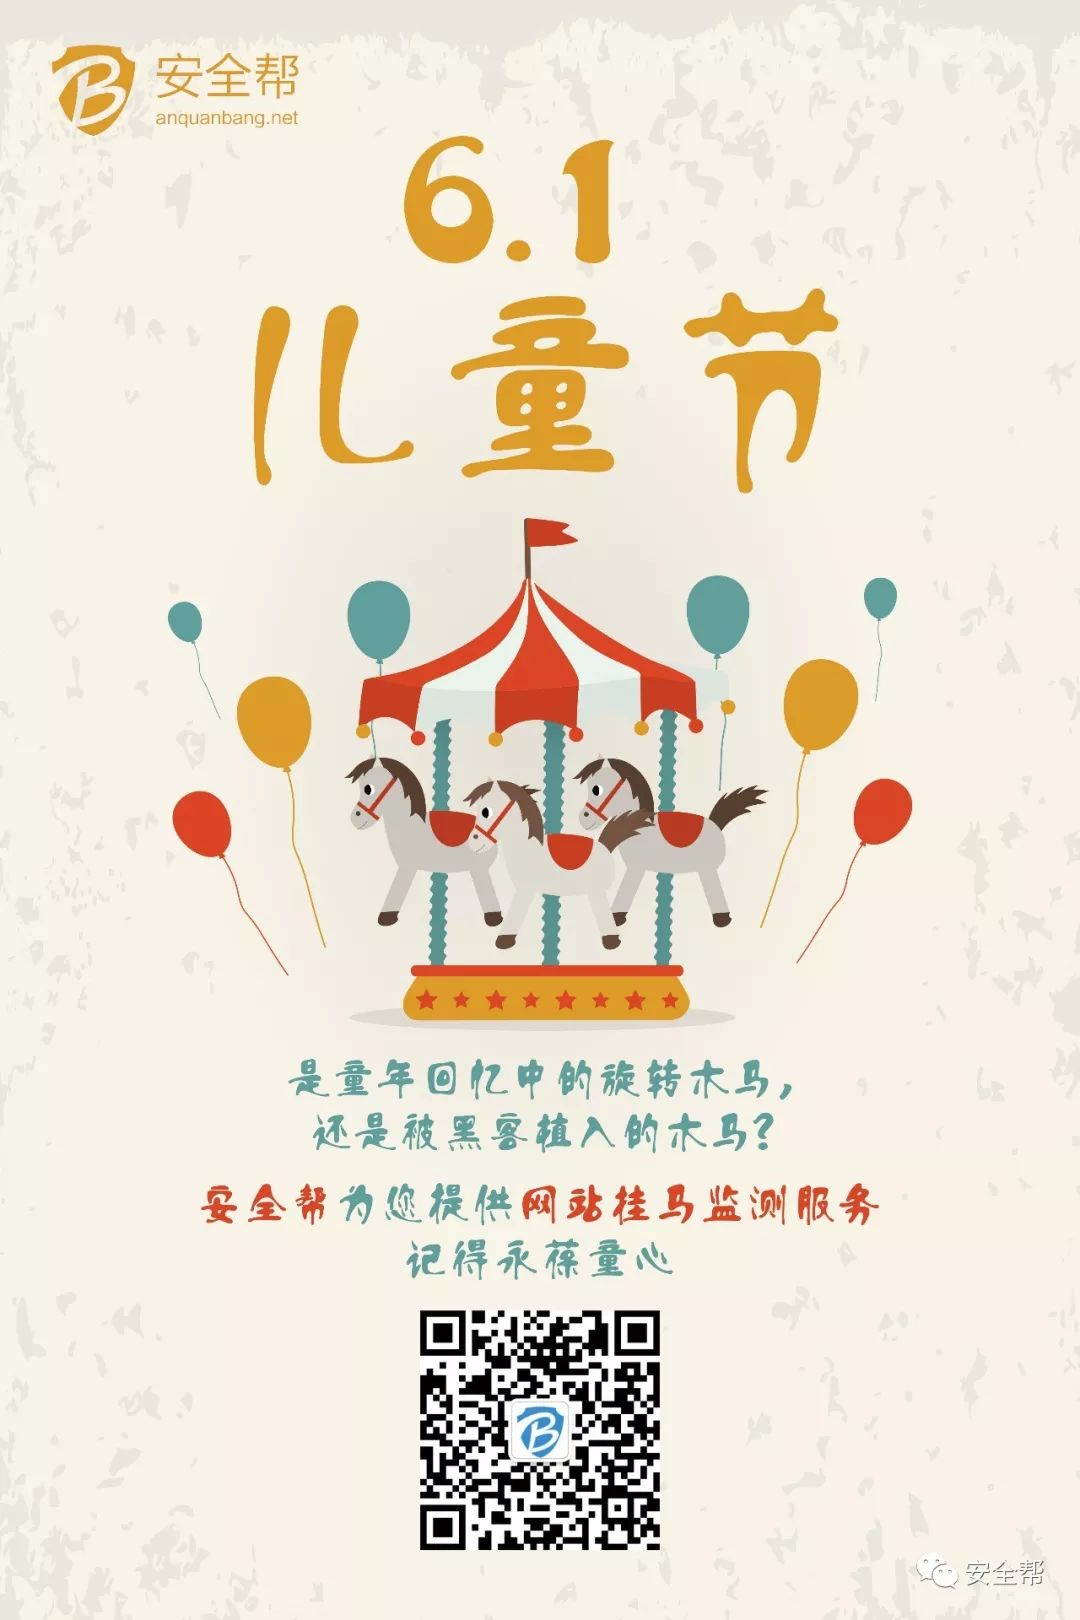 安全帮
anquanbang.net
6.1
儿童节
是童年回忆中的旋转木马，
还是被黑客植入的木马？
安全帮为您提供网站挂马监测服务
记得永葆童心
安全帮